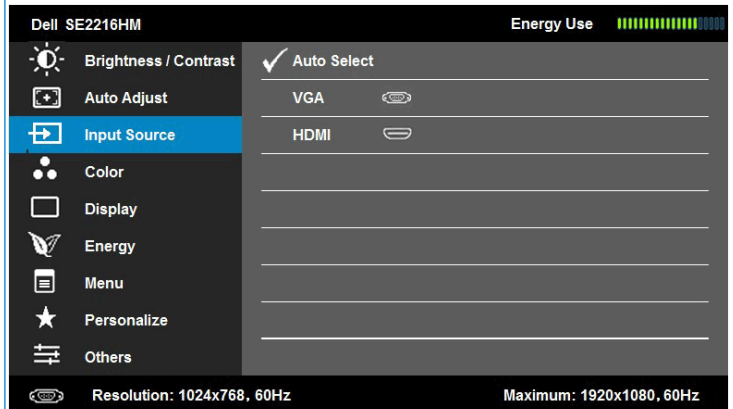 Dell SE2216HM Energy Use
Brightness / Contrast Auto Select
Auto Adjust VGA
Input Source HDMI
Color
Display
Energy
Menu
Personalize
Others
Resolution: 1024x768, 60Hz Maximum: 1920x1080, 60Hz